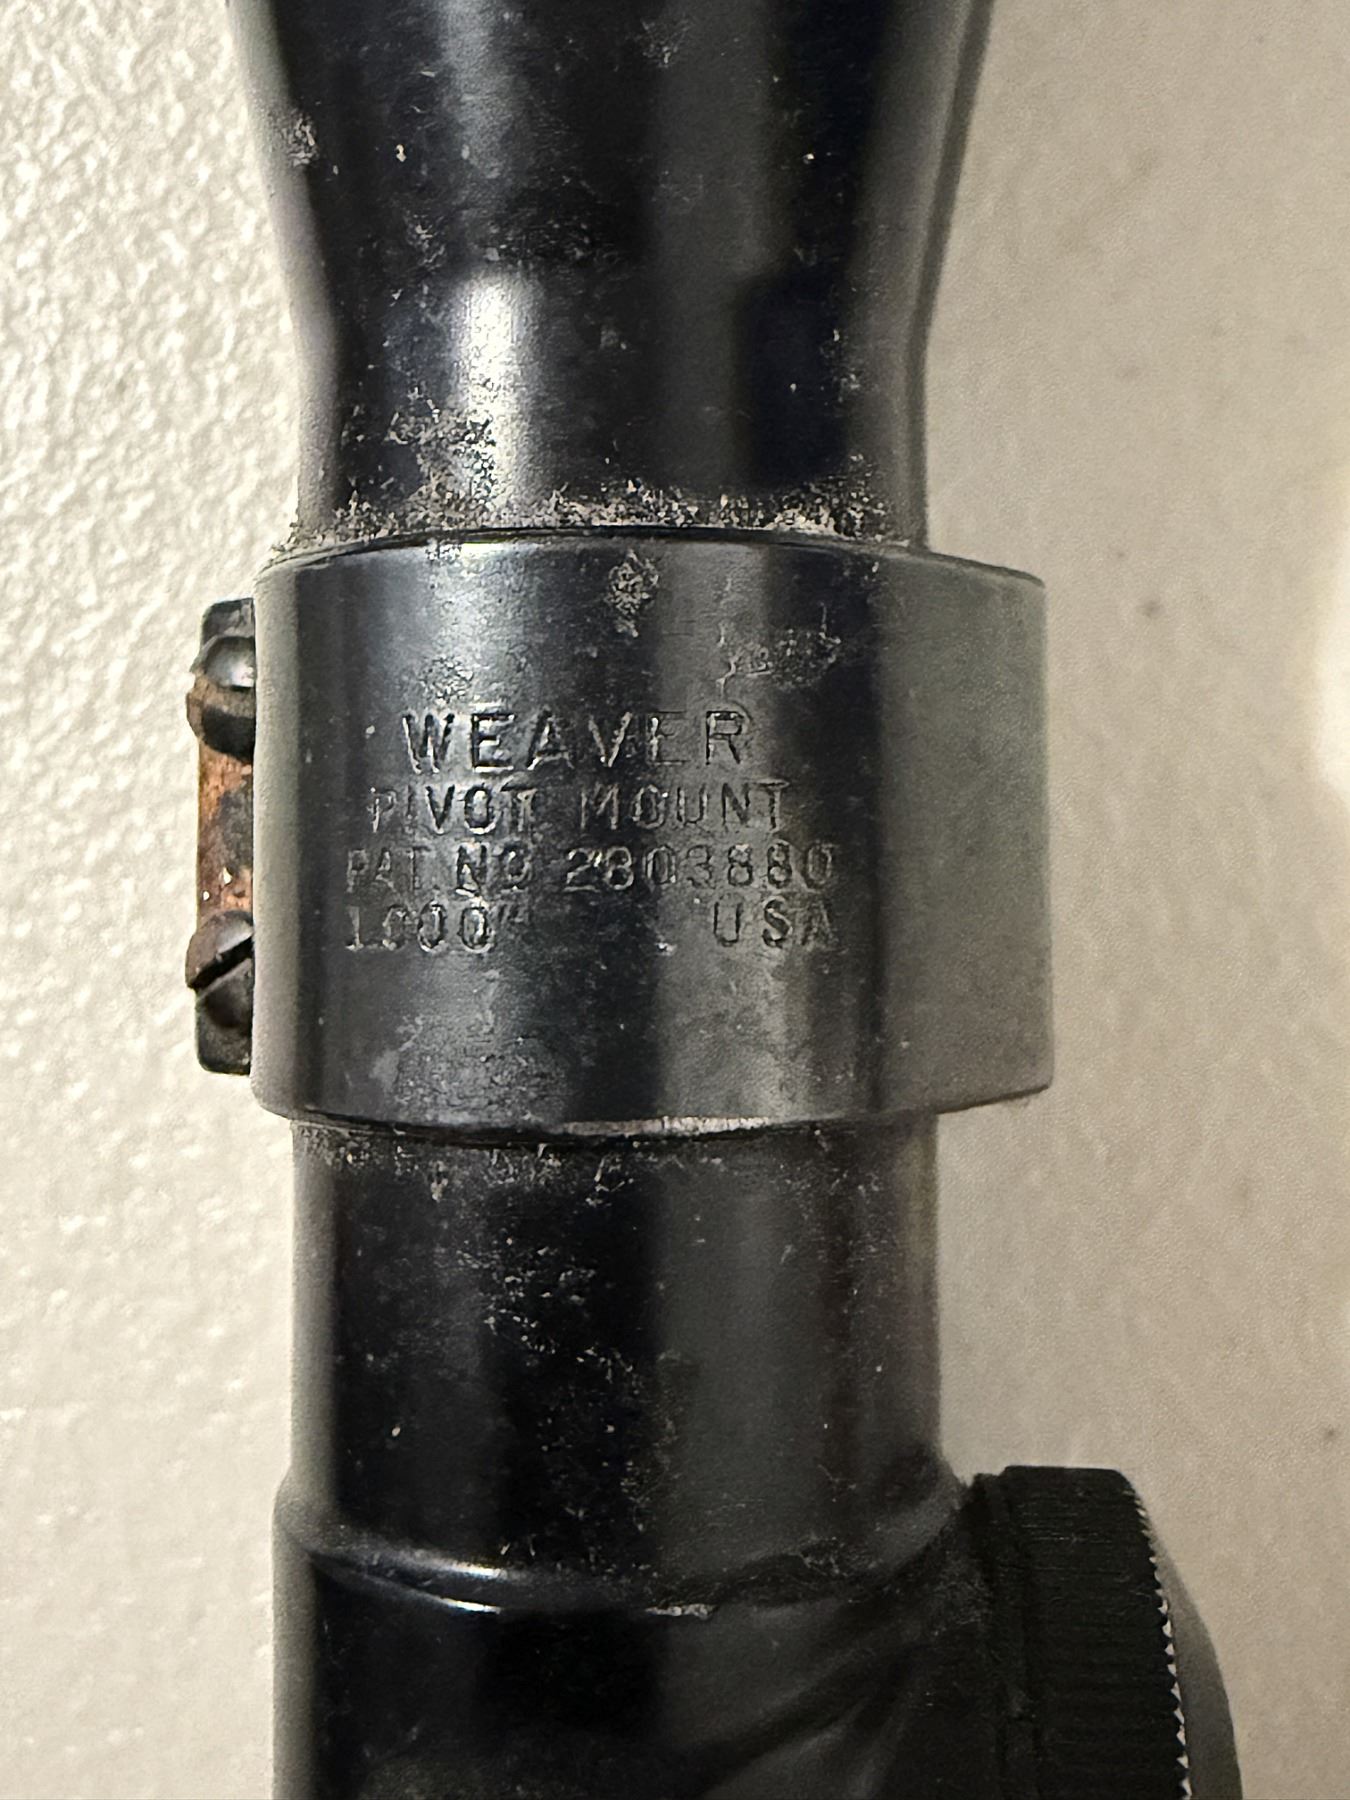 WEAVER
PIVOT MOUNT
PAT. NO. 2803880
1.000" USA